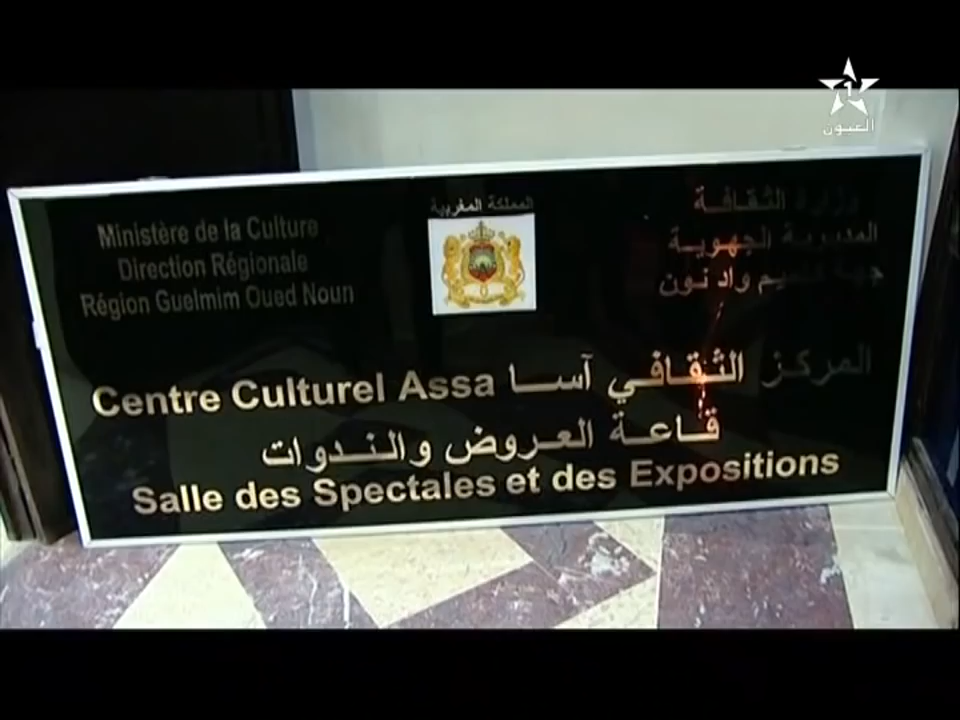 1
العيون
المملكة المغربية
Ministère de la Culture
Direction Régionale
Région Guelmim Oued Noun
وزارة الثقافة
المديرية الجهوية
جهة كلميم واد نون
Centre Culturel Assa المركز الثقافي آسا
قاعة العروض والندوات
Salle des Spectales et des Expositions